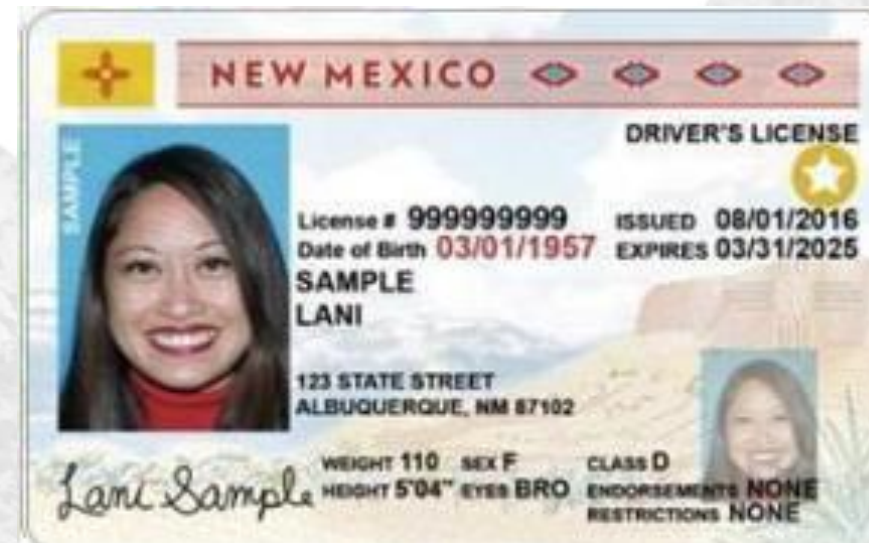 NEW MEXICO
DRIVER'S LICENSE
SAMPLE
License # 999999999 ISSUED 08/01/2016
Date of Birth 03/01/1957 EXPIRES 03/31/2025
SAMPLE
LANI
123 STATE STREET
ALBUQUERQUE, NM 87102
WEIGHT 110 SEX F CLASS D
HEIGHT 5'04" EYES BRO ENDORSEMENTS NONE
RESTRICTIONS NONE
Lani Sample